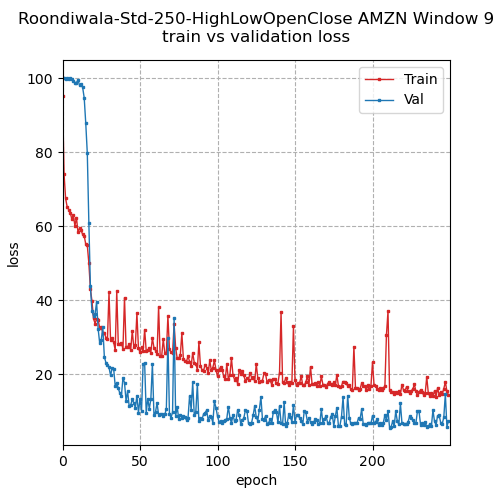 Roondiwala-Std-250-HighLowOpenClose AMZN Window 9
train vs validation loss
100
80
60
40
20
loss
Train
Val
0
50
100
150
200
epoch